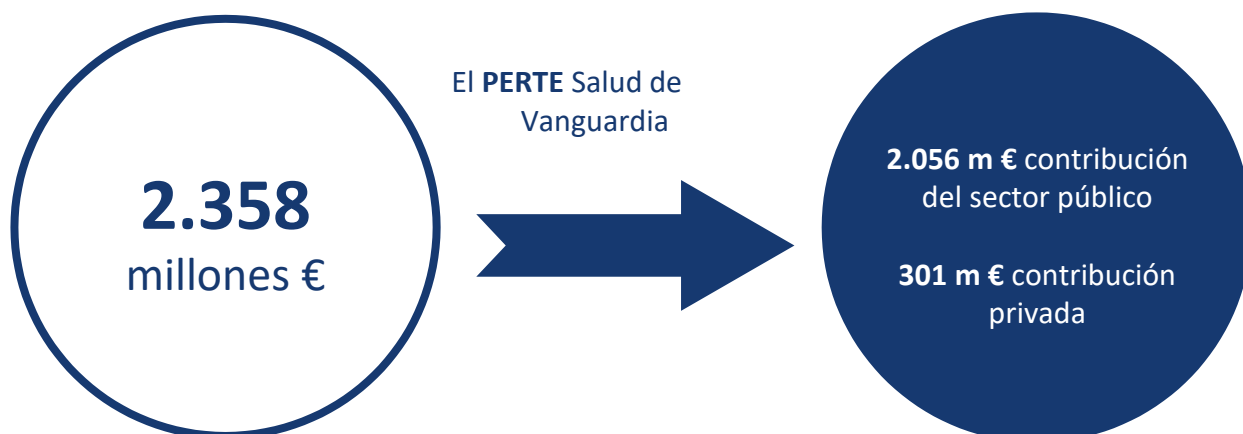 2.358
millones €
El PERTE Salud de
Vanguardia
2.056 m € contribución
del sector público
301 m € contribución
privada